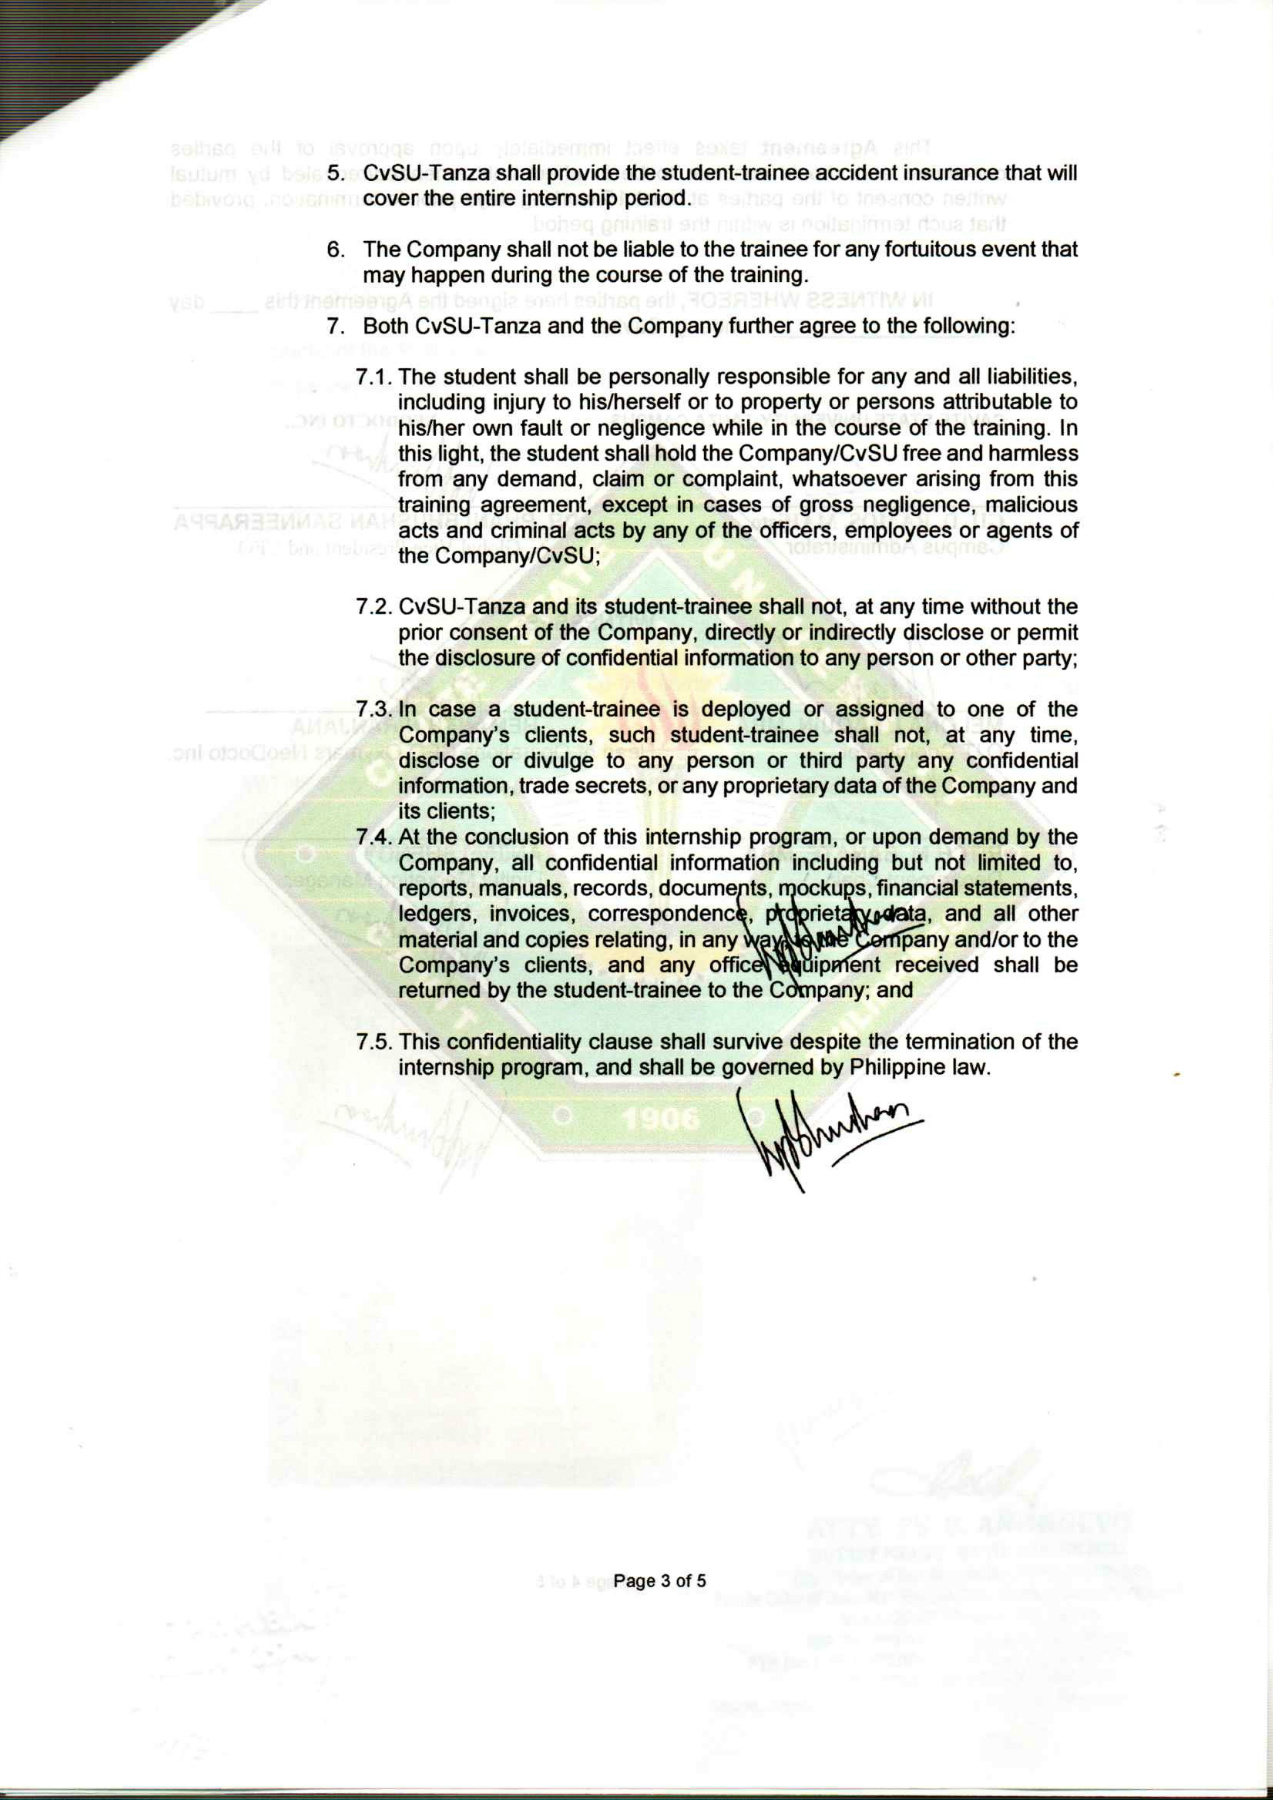 5. CvSU-Tanza shall provide the student-trainee accident insurance that will
cover the entire internship period.
6. The Company shall not be liable to the trainee for any fortuitous event that
may happen during the course of the training.
7. Both CvSU-Tanza and the Company further agree to the following:
7.1. The student shall be personally responsible for any and all liabilities,
including injury to his/herself or to property or persons attributable to
his/her own fault or negligence while in the course of the training. In
this light, the student shall hold the Company/CvSU free and harmless
from any demand, claim or complaint, whatsoever arising from this
training agreement, except in cases of gross negligence, malicious
acts and criminal acts by any of the officers, employees or agents of
the Company/CvSU;
7.2. CvSU-Tanza and its student-trainee shall not, at any time without the
prior consent of the Company, directly or indirectly disclose or permit
the disclosure of confidential information to any person or other party;
7.3. In case a student-trainee is deployed or assigned to one of the
Company's clients, such student-trainee shall not, at any time,
disclose or divulge to any person or third party any confidential
information, trade secrets, or any proprietary data of the Company and
its clients;
7.4. At the conclusion of this internship program, or upon demand by the
Company, all confidential information including but not limited to,
reports, manuals, records, documents, mockups, financial statements,
ledgers, invoices, correspondence, proprietary data, and all other
material and copies relating, in any way to the Company and/or to the
Company's clients, and any office equipment received shall be
returned by the student-trainee to the Company; and
7.5. This confidentiality clause shall survive despite the termination of the
internship program, and shall be governed by Philippine law.
1906
Page 3 of 5